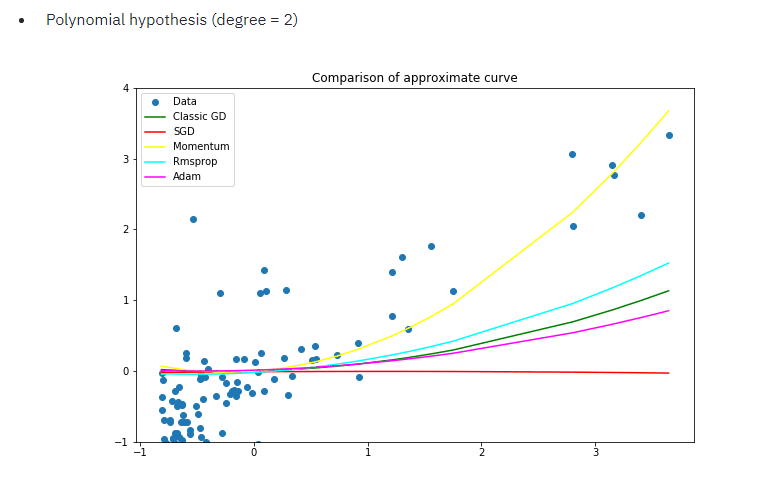 Polynomial hypothesis (degree = 2)
Comparison of approximate curve
Data
Classic GD
SGD
Momentum
Rmsprop
Adam
4
3
2
1
0
−1
−1 0 1 2 3